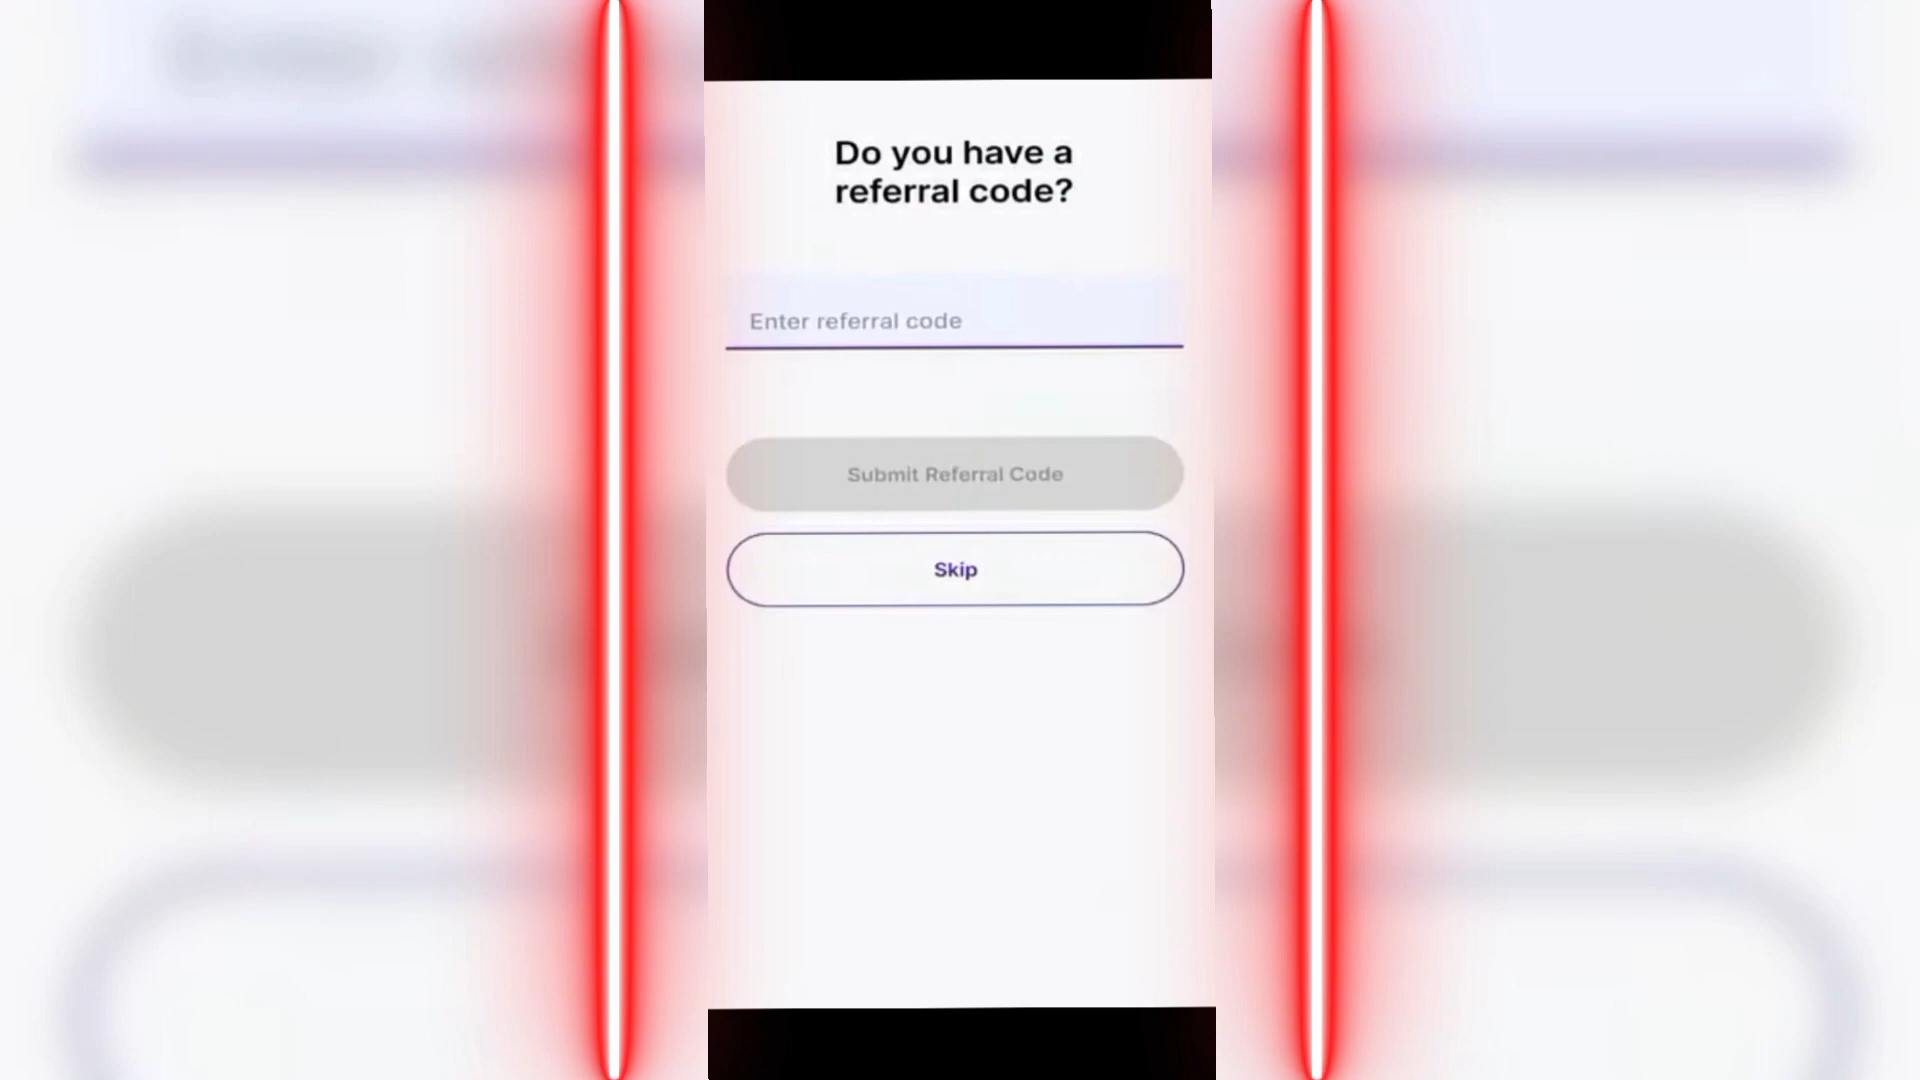 Do you have a
referral code?
Enter referral code
Submit Referral Code
Skip